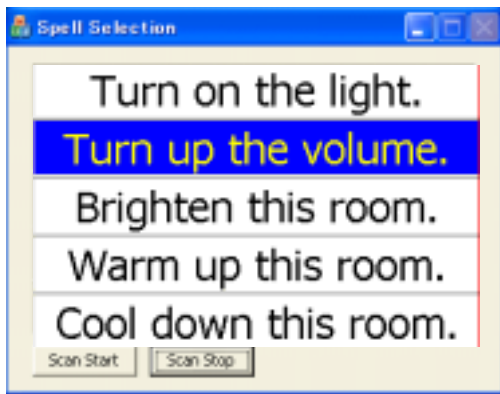 Spell Selection
Turn on the light.
Turn up the volume.
Brighten this room.
Warm up this room.
Cool down this room.
Scan Start Scan Stop